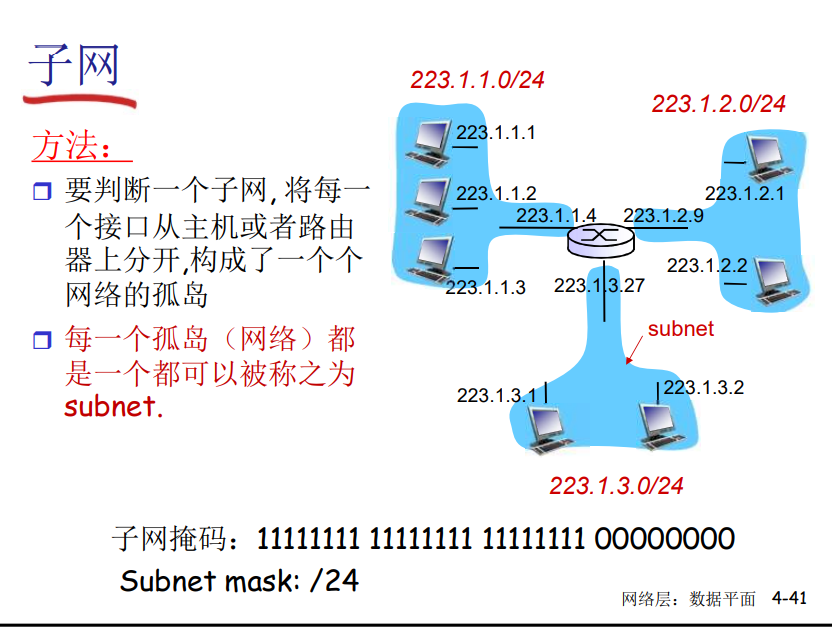 子网
方法：
要判断一个子网, 将每一
个接口从主机或者路由
器上分开,构成了一个个
网络的孤岛
每一个孤岛（网络）都
是一个都可以被称之为
subnet.
223.1.1.0/24
223.1.2.0/24
223.1.1.1
223.1.1.2
223.1.1.3
223.1.1.4
223.1.2.9
223.1.2.1
223.1.2.2
223.1.3.27
subnet
223.1.3.1
223.1.3.2
223.1.3.0/24
子网掩码：11111111 11111111 11111111 00000000
Subnet mask: /24
网络层：数据平面 4-41